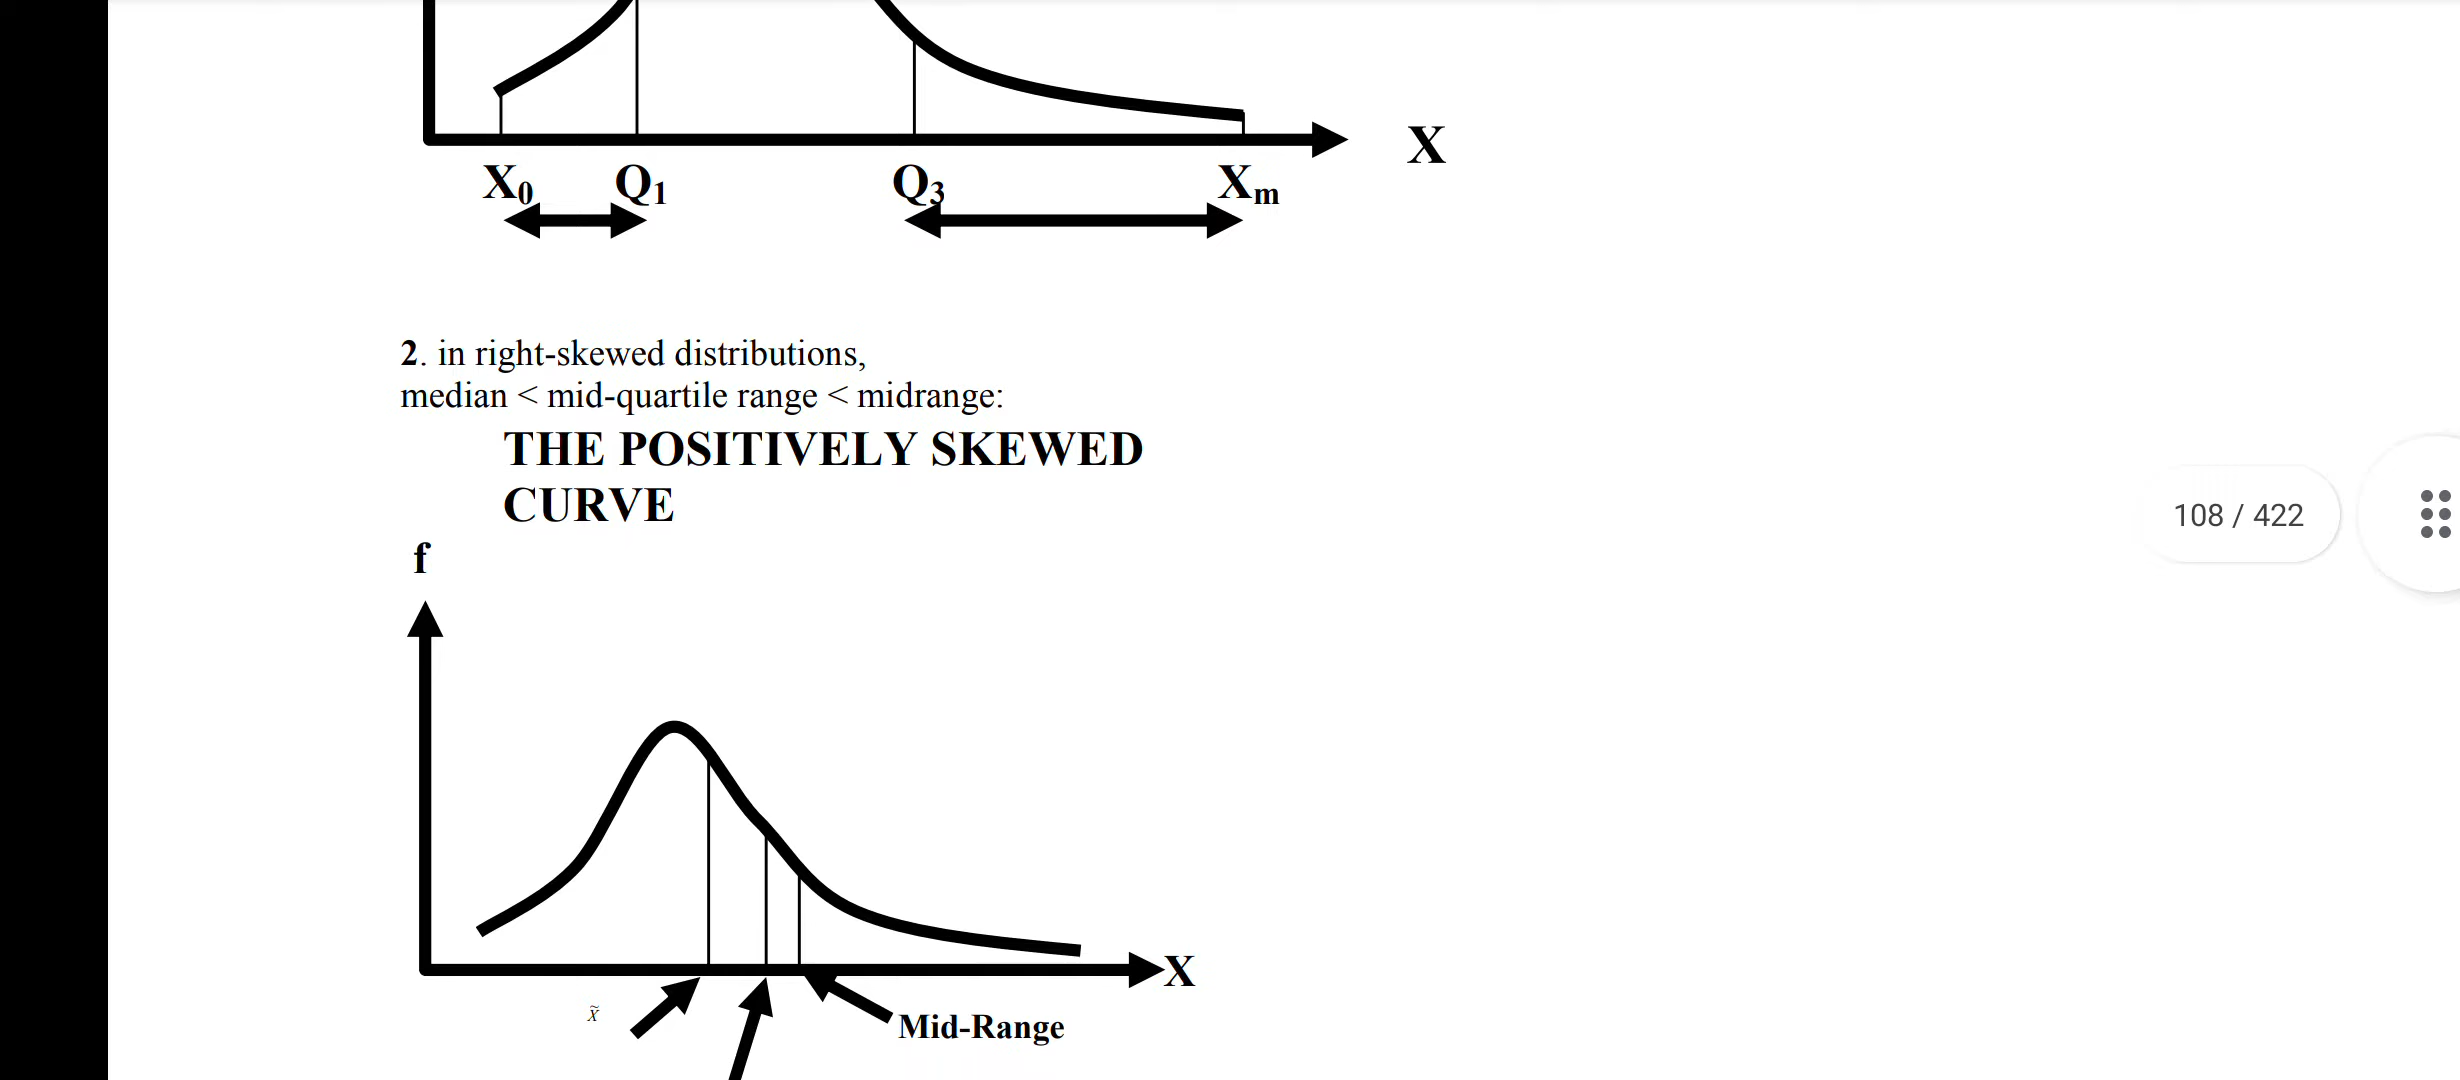 X
X₀ Q₁ Q₃ Xₘ
2. in right-skewed distributions,
median < mid-quartile range < midrange:
THE POSITIVELY SKEWED
CURVE
108 / 422
f
X
X̃
Mid-Range